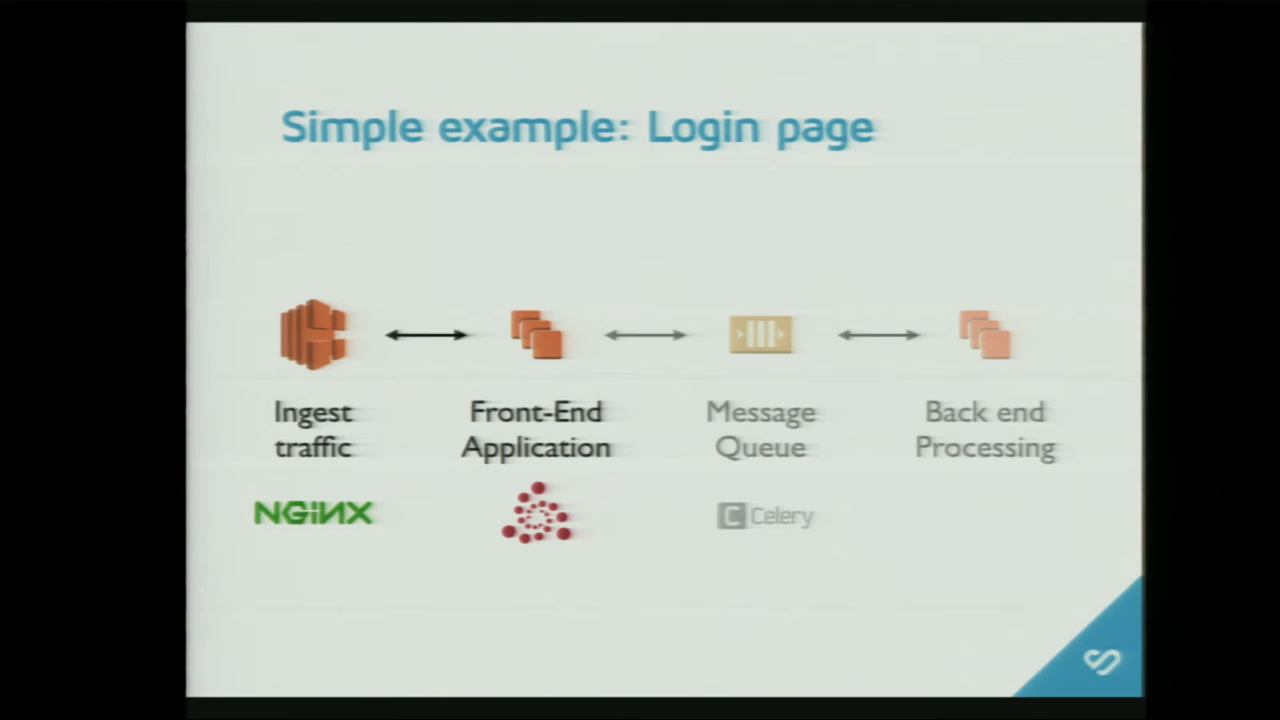 Simple example: Login page
Ingest
traffic
Front-End
Application
Message
Queue
Back end
Processing
NGiNX
C Celery